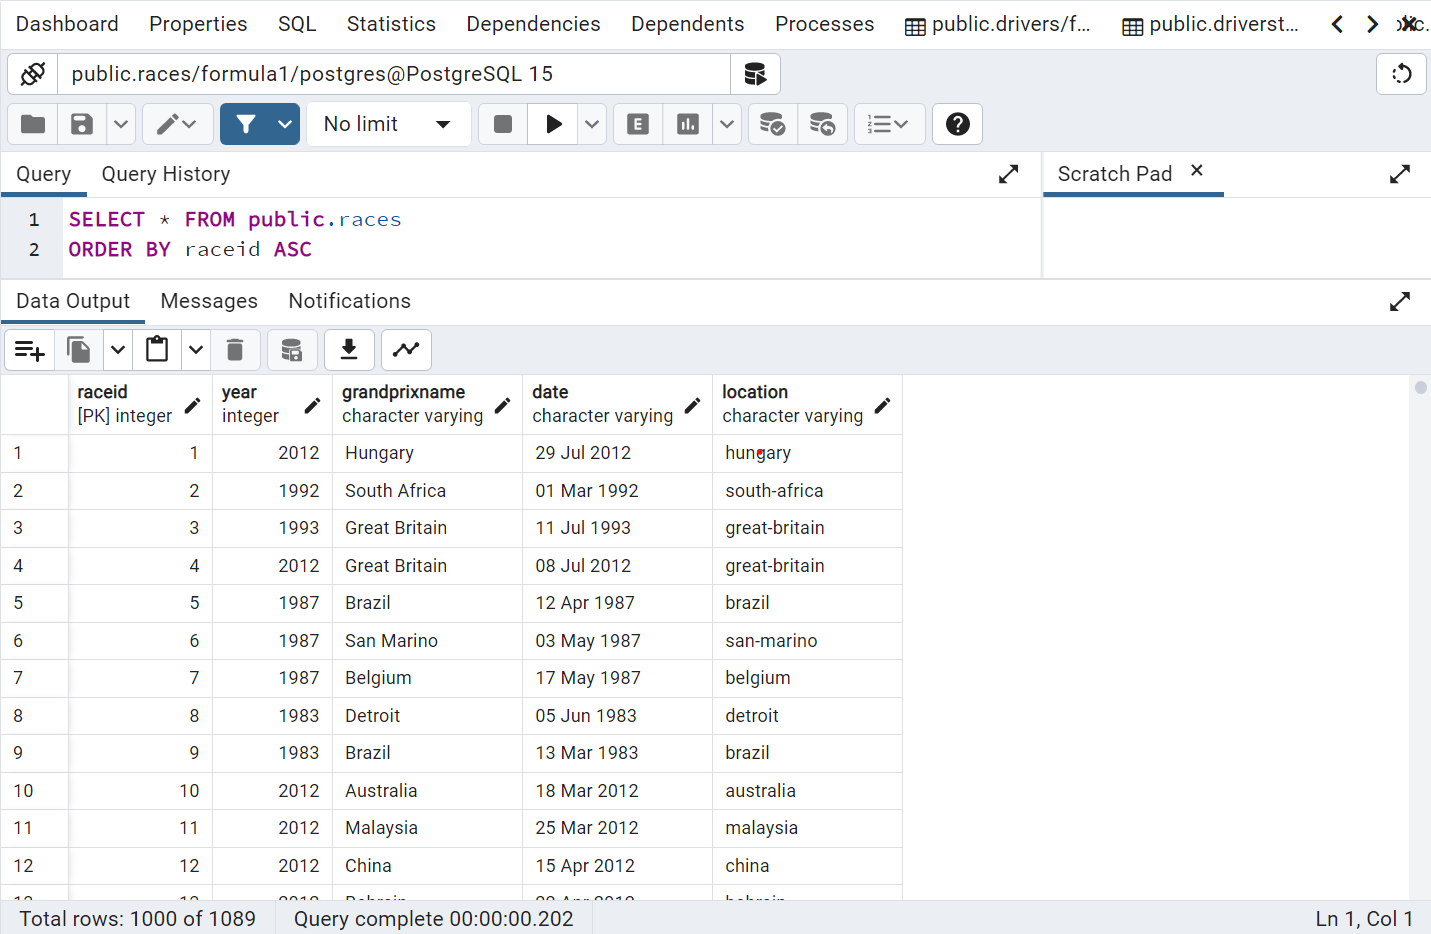 Dashboard Properties SQL Statistics Dependencies Dependents Processes public.drivers/f... public.driverst...
public.races/formula1/postgres@PostgreSQL 15
No limit E
Query Query History Scratch Pad
1 SELECT * FROM public.races
2 ORDER BY raceid ASC
Data Output Messages Notifications
raceid year grandprixname date location
[PK] integer integer character varying character varying character varying
1 1 2012 Hungary 29 Jul 2012 hungary
2 2 1992 South Africa 01 Mar 1992 south-africa
3 3 1993 Great Britain 11 Jul 1993 great-britain
4 4 2012 Great Britain 08 Jul 2012 great-britain
5 5 1987 Brazil 12 Apr 1987 brazil
6 6 1987 San Marino 03 May 1987 san-marino
7 7 1987 Belgium 17 May 1987 belgium
8 8 1983 Detroit 05 Jun 1983 detroit
9 9 1983 Brazil 13 Mar 1983 brazil
10 10 2012 Australia 18 Mar 2012 australia
11 11 2012 Malaysia 25 Mar 2012 malaysia
12 12 2012 China 15 Apr 2012 china
Total rows: 1000 of 1089 Query complete 00:00:00.202 Ln 1, Col 1